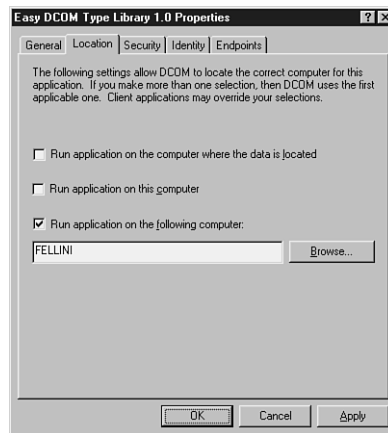 Easy DCOM Type Library 1.0 Properties
General Location Security Identity Endpoints
The following settings allow DCOM to locate the correct computer for this
application. If you make more than one selection, then DCOM uses the first
applicable one. Client applications may override your selections.
Run application on the computer where the data is located
Run application on this computer
Run application on the following computer:
FELLINI
Browse...
OK Cancel Apply